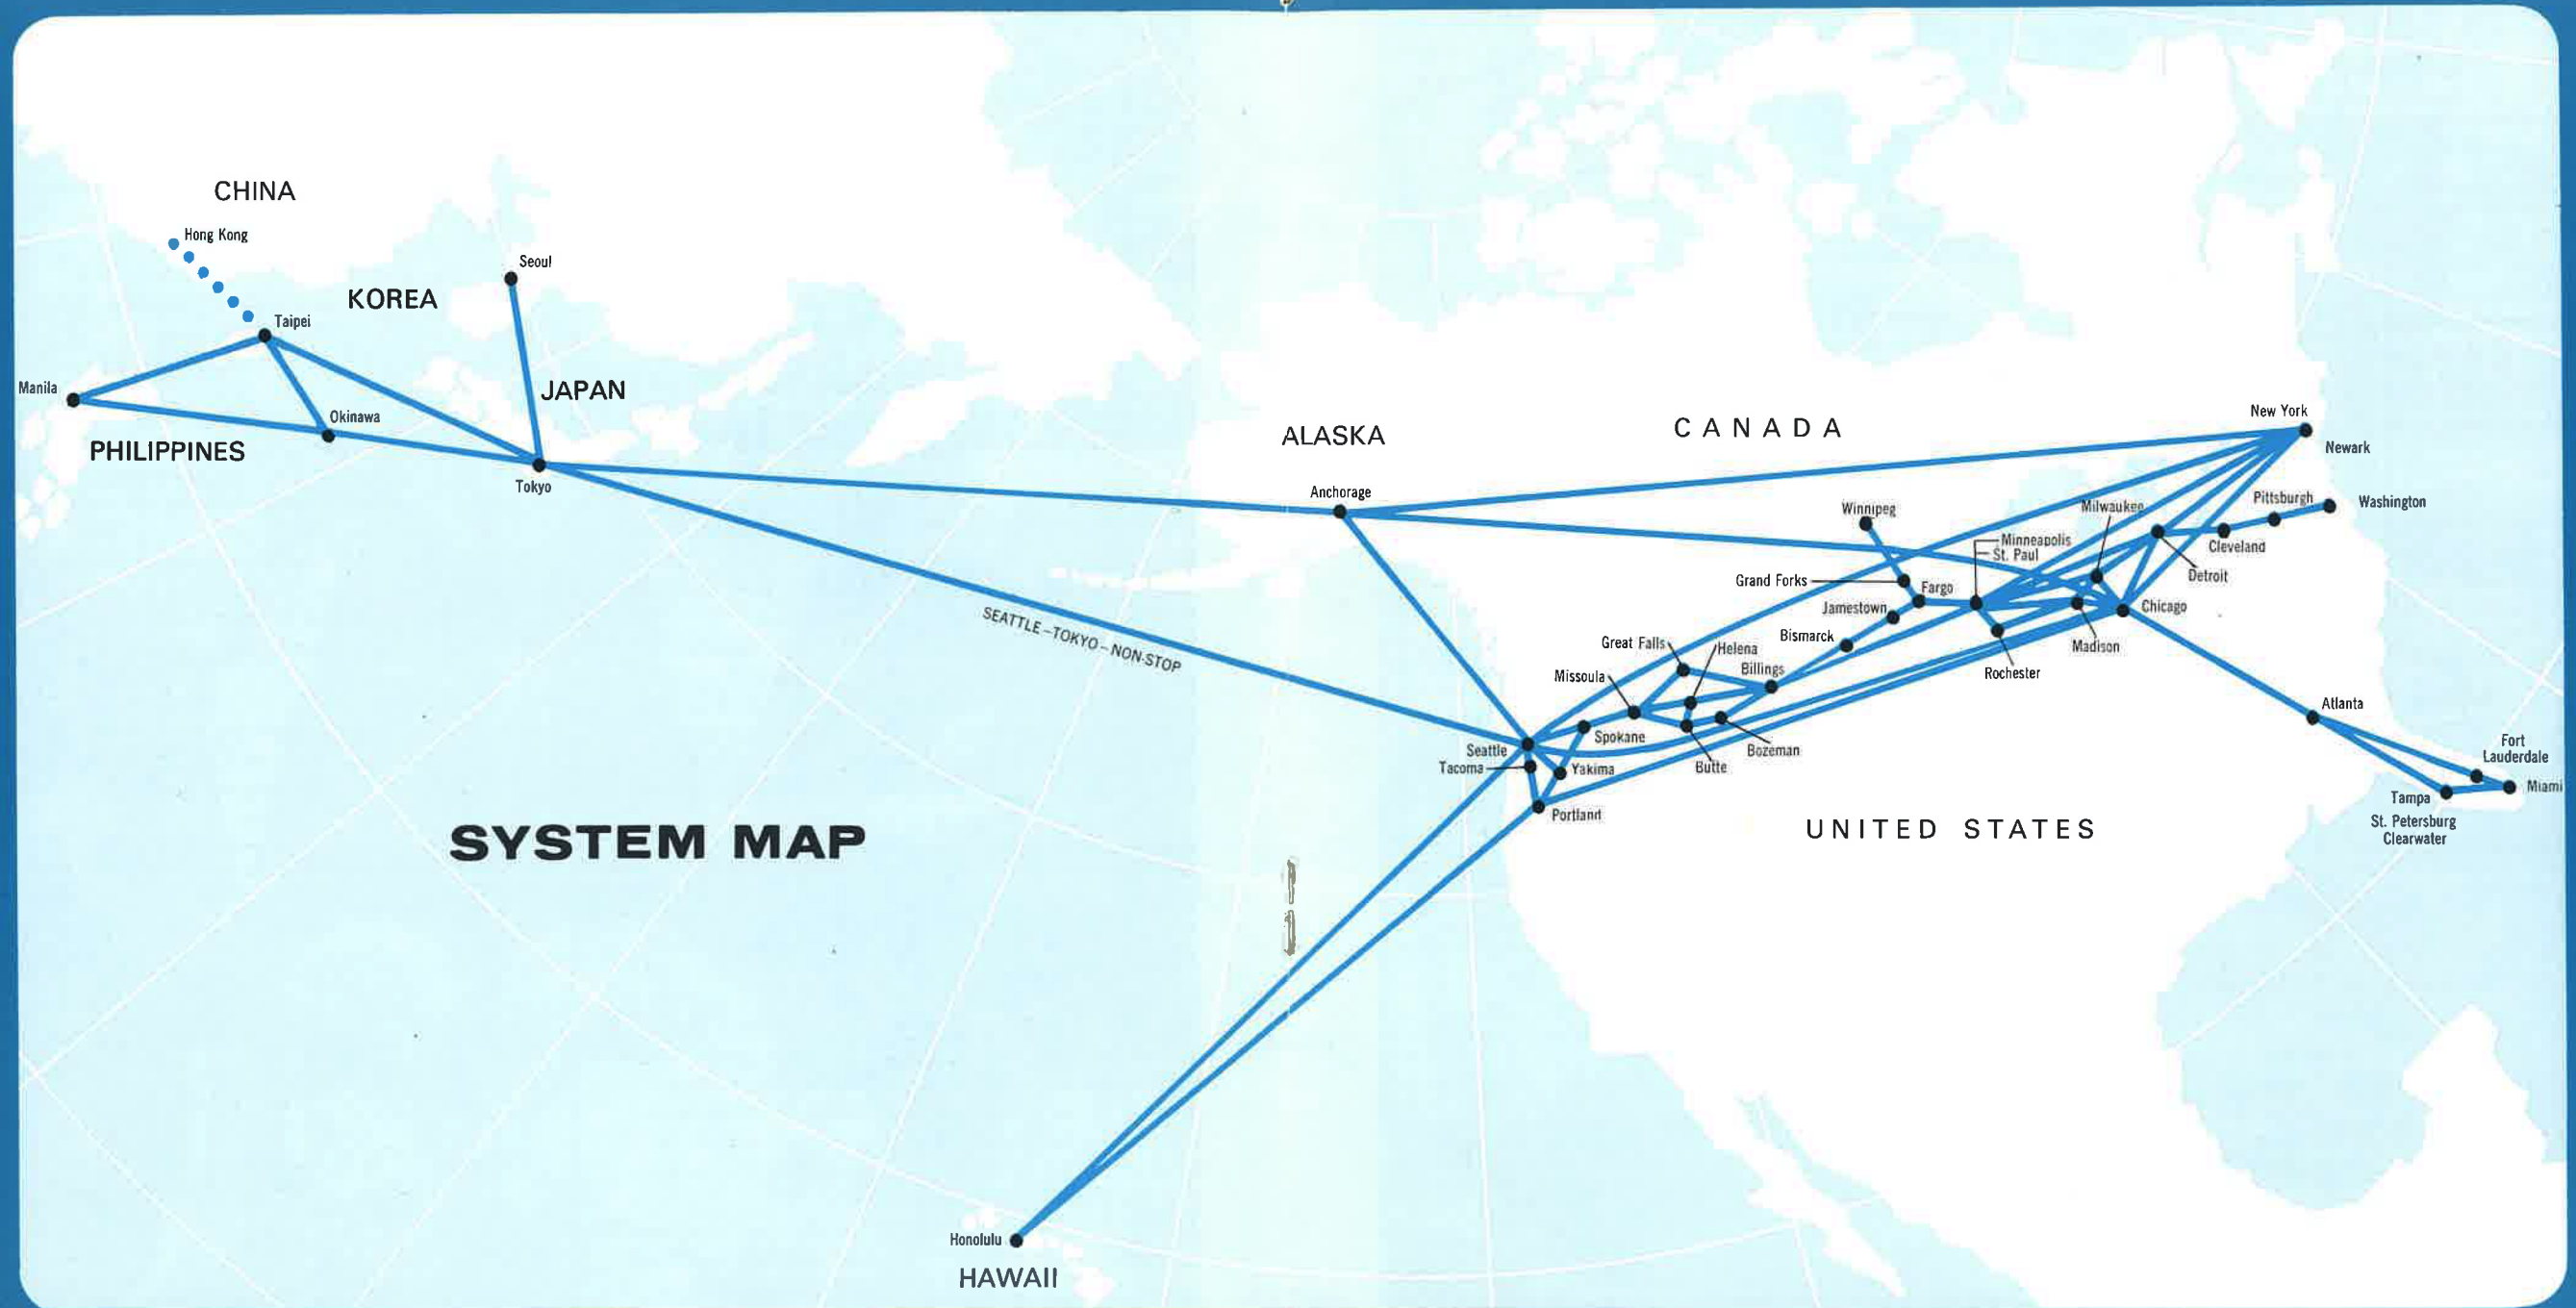 CHINA
Hong Kong
Seoul
KOREA
Taipei
Manila
JAPAN
Okinawa
PHILIPPINES
Tokyo
ALASKA
Anchorage
CANADA
New York
Newark
Winnipeg
Milwaukee
Pittsburgh
Washington
Minneapolis
St. Paul
Cleveland
Grand Forks
Fargo
Detroit
Jamestown
Chicago
Bismarck
SEATTLE-TOKYO-NON-STOP
Great Falls
Helena
Madison
Billings
Rochester
Missoula
Atlanta
Spokane
Seattle
Bozeman
Tacoma
Yakima
Butte
Fort
Lauderdale
Miami
Tampa
St. Petersburg
Clearwater
Portland
SYSTEM MAP
UNITED STATES
Honolulu
HAWAII